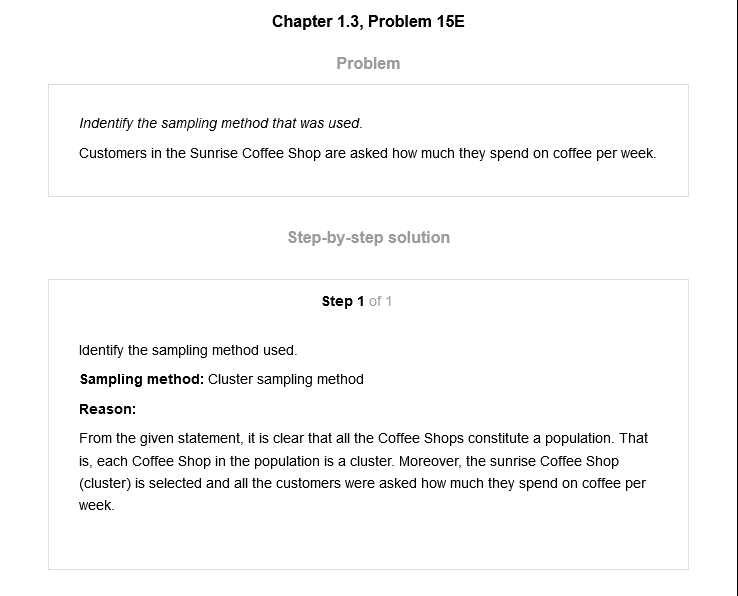 Chapter 1.3, Problem 15E
Problem
Indentify the sampling method that was used.
Customers in the Sunrise Coffee Shop are asked how much they spend on coffee per week.
Step-by-step solution
Step 1 of 1
Identify the sampling method used.
Sampling method: Cluster sampling method
Reason:
From the given statement, it is clear that all the Coffee Shops constitute a population. That
is, each Coffee Shop in the population is a cluster. Moreover, the sunrise Coffee Shop
(cluster) is selected and all the customers were asked how much they spend on coffee per
week.